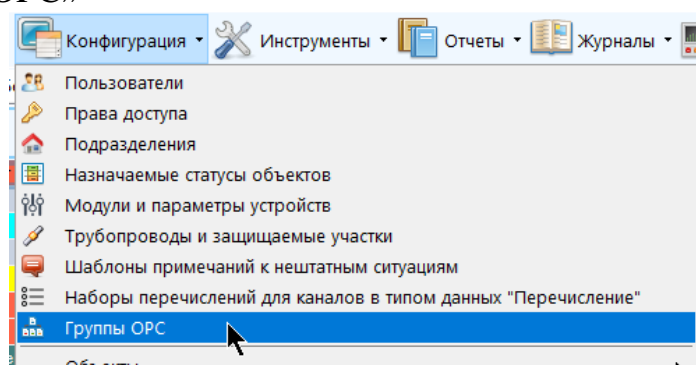 ОРС»
Конфигурация Инструменты Отчеты Журналы
Пользователи
Права доступа
Подразделения
Назначаемые статусы объектов
Модули и параметры устройств
Трубопроводы и защищаемые участки
Шаблоны примечаний к нештатным ситуациям
Наборы перечислений для каналов в типом данных "Перечисление"
Группы OPC